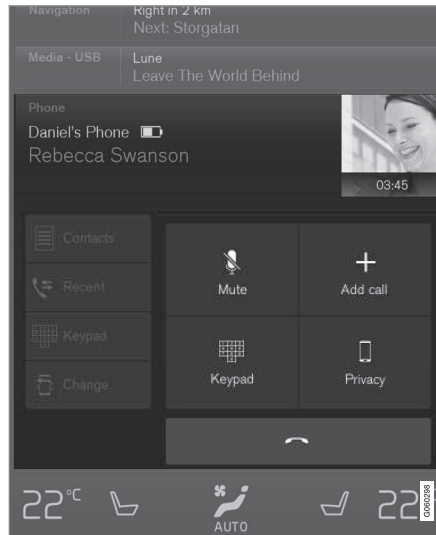 Navigation
Right in 2 km
Next: Storgatan
Media - USB
Lune
Leave The World Behind
Phone
Daniel's Phone
Rebecca Swanson
03:45
Contacts
Recent
Keypad
Change
Mute
Add call
Keypad
Privacy
22°C
AUTO
22°
G060298